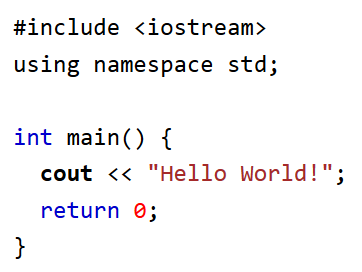 #include <iostream>
using namespace std;

int main() {
  cout << "Hello World!";
  return 0;
}